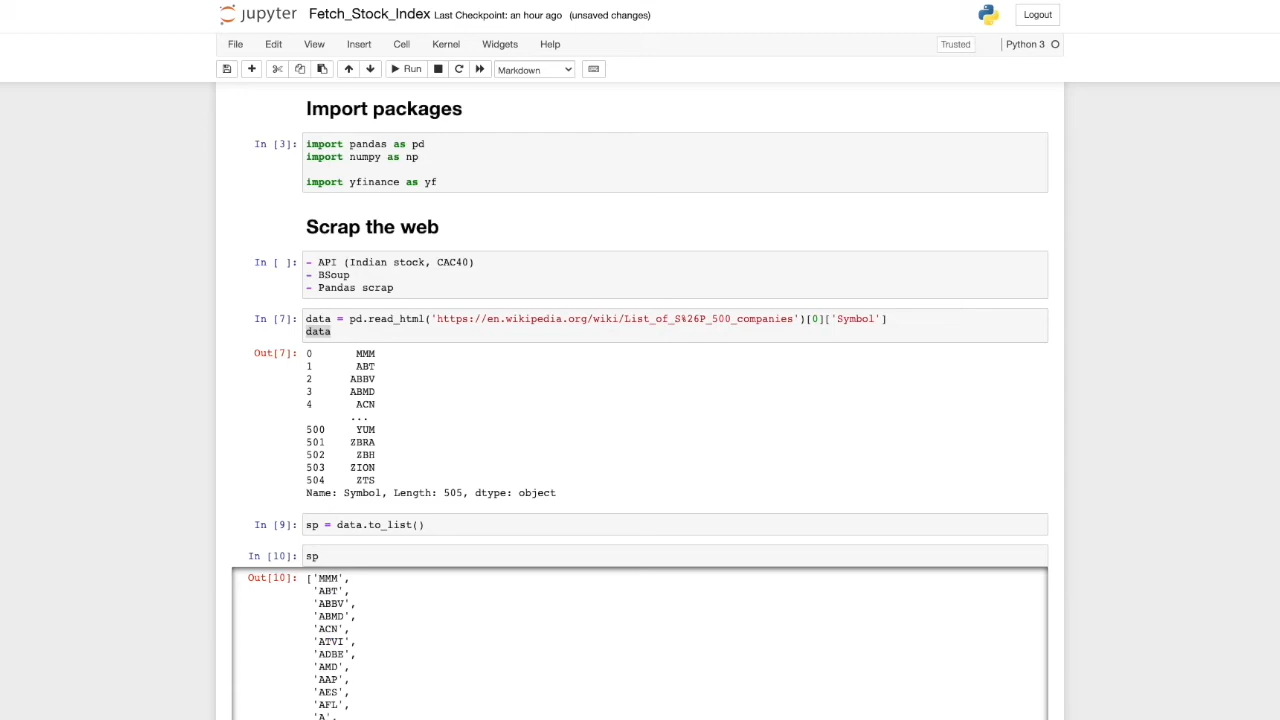 jupyter Fetch_Stock_Index Last Checkpoint: an hour ago (unsaved changes) Logout
File Edit View Insert Cell Kernel Widgets Help Trusted Python 3
Run Markdown
Import packages
In [3]: import pandas as pd
import numpy as np
import yfinance as yf
Scrap the web
In [ ]: - API (Indian stock, CAC40)
- BSoup
- Pandas scrap
In [7]: data = pd.read_html('https://en.wikipedia.org/wiki/List_of_S%26P_500_companies')[0]['Symbol']
data
Out[7]: 0 MMM
1 ABT
2 ABBV
3 ABMD
4 ACN
...
500 YUM
501 ZBRA
502 ZBH
503 ZION
504 ZTS
Name: Symbol, Length: 505, dtype: object
In [9]: sp = data.to_list()
In [10]: sp
Out[10]: ['MMM',
'ABT',
'ABBV',
'ABMD',
'ACN',
'ATVI',
'ADBE',
'AMD',
'AAP',
'AES',
'AFL',
'A',